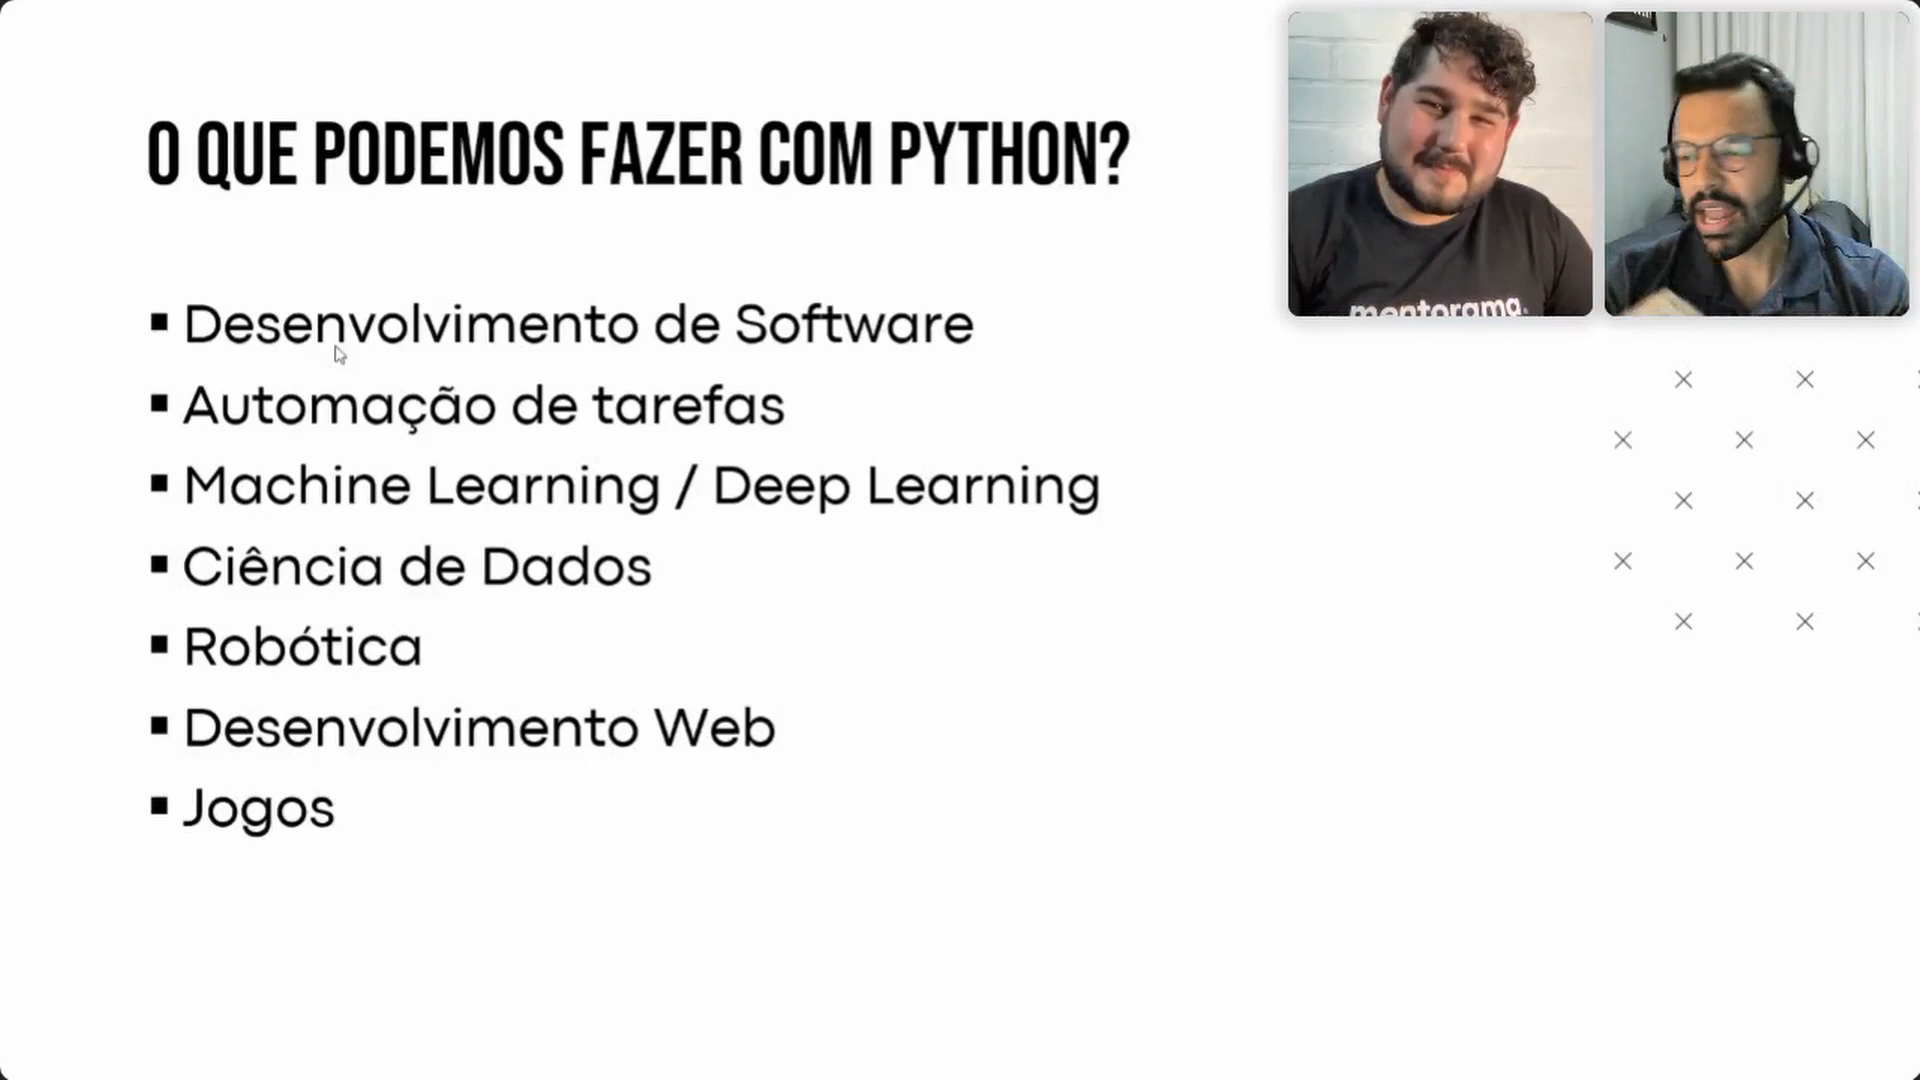 O QUE PODEMOS FAZER COM PYTHON?
▪ Desenvolvimento de Software
▪ Automação de tarefas
▪ Machine Learning / Deep Learning
▪ Ciência de Dados
▪ Robótica
▪ Desenvolvimento Web
▪ Jogos
mentorama.